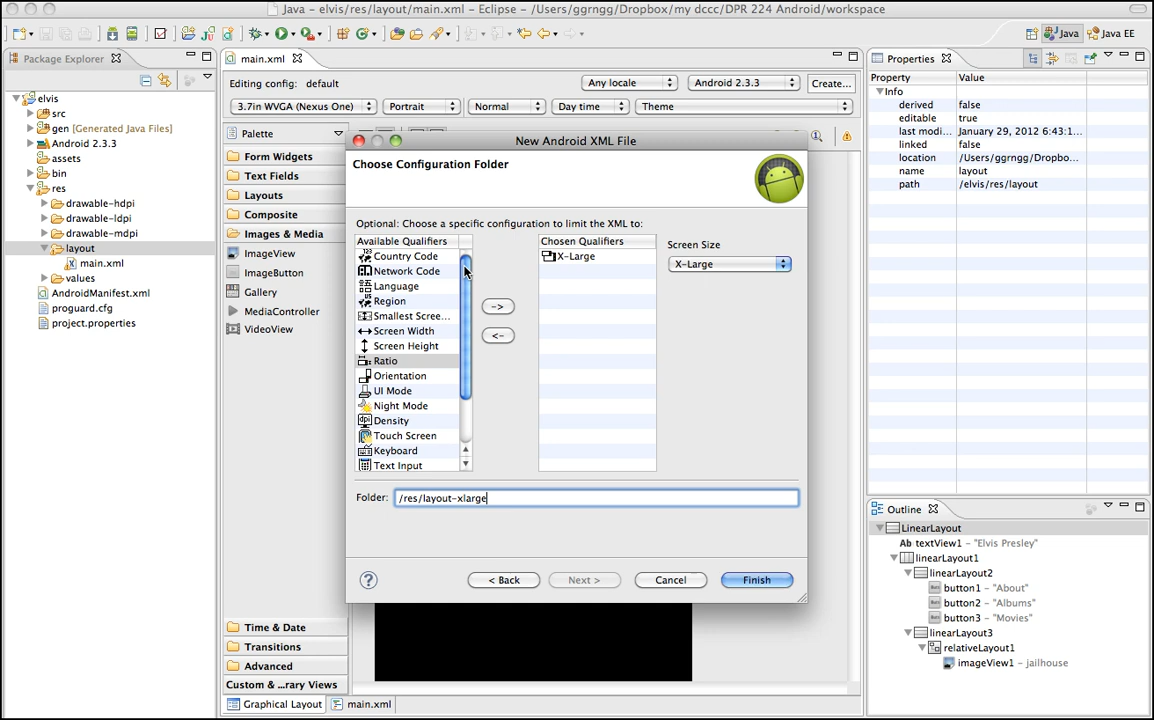 Java - elvis/res/layout/main.xml - Eclipse - /Users/ggrngg/Dropbox/my dccc/DPR 224 Android/workspace
Java
Java EE
Package Explorer
elvis
src
gen [Generated Java Files]
Android 2.3.3
assets
bin
res
drawable-hdpi
drawable-ldpi
drawable-mdpi
layout
main.xml
values
AndroidManifest.xml
proguard.cfg
project.properties
main.xml
Editing config: default
Any locale
Android 2.3.3
Create...
3.7in WVGA (Nexus One)
Portrait
Normal
Day time
Theme
Palette
Form Widgets
Text Fields
Layouts
Composite
Images & Media
ImageView
ImageButton
Gallery
MediaController
VideoView
Time & Date
Transitions
Advanced
Custom & ...rary Views
Graphical Layout
main.xml
New Android XML File
Choose Configuration Folder
Optional: Choose a specific configuration to limit the XML to:
Available Qualifiers
Country Code
Network Code
Language
Region
Smallest Scree...
Screen Width
Screen Height
Ratio
Orientation
UI Mode
Night Mode
Density
Touch Screen
Keyboard
Text Input
->
<-
Chosen Qualifiers
X-Large
Screen Size
X-Large
Folder: /res/layout-xlarge
?
< Back
Next >
Cancel
Finish
Properties
Property Value
Info
derived false
editable true
last modi... January 29, 2012 6:43:1...
linked false
location /Users/ggrngg/Dropbo...
name layout
path /elvis/res/layout
Outline
LinearLayout
Ab textView1 - "Elvis Presley"
linearLayout1
linearLayout2
button1 - "About"
button2 - "Albums"
button3 - "Movies"
linearLayout3
relativeLayout1
imageView1 - jailhouse